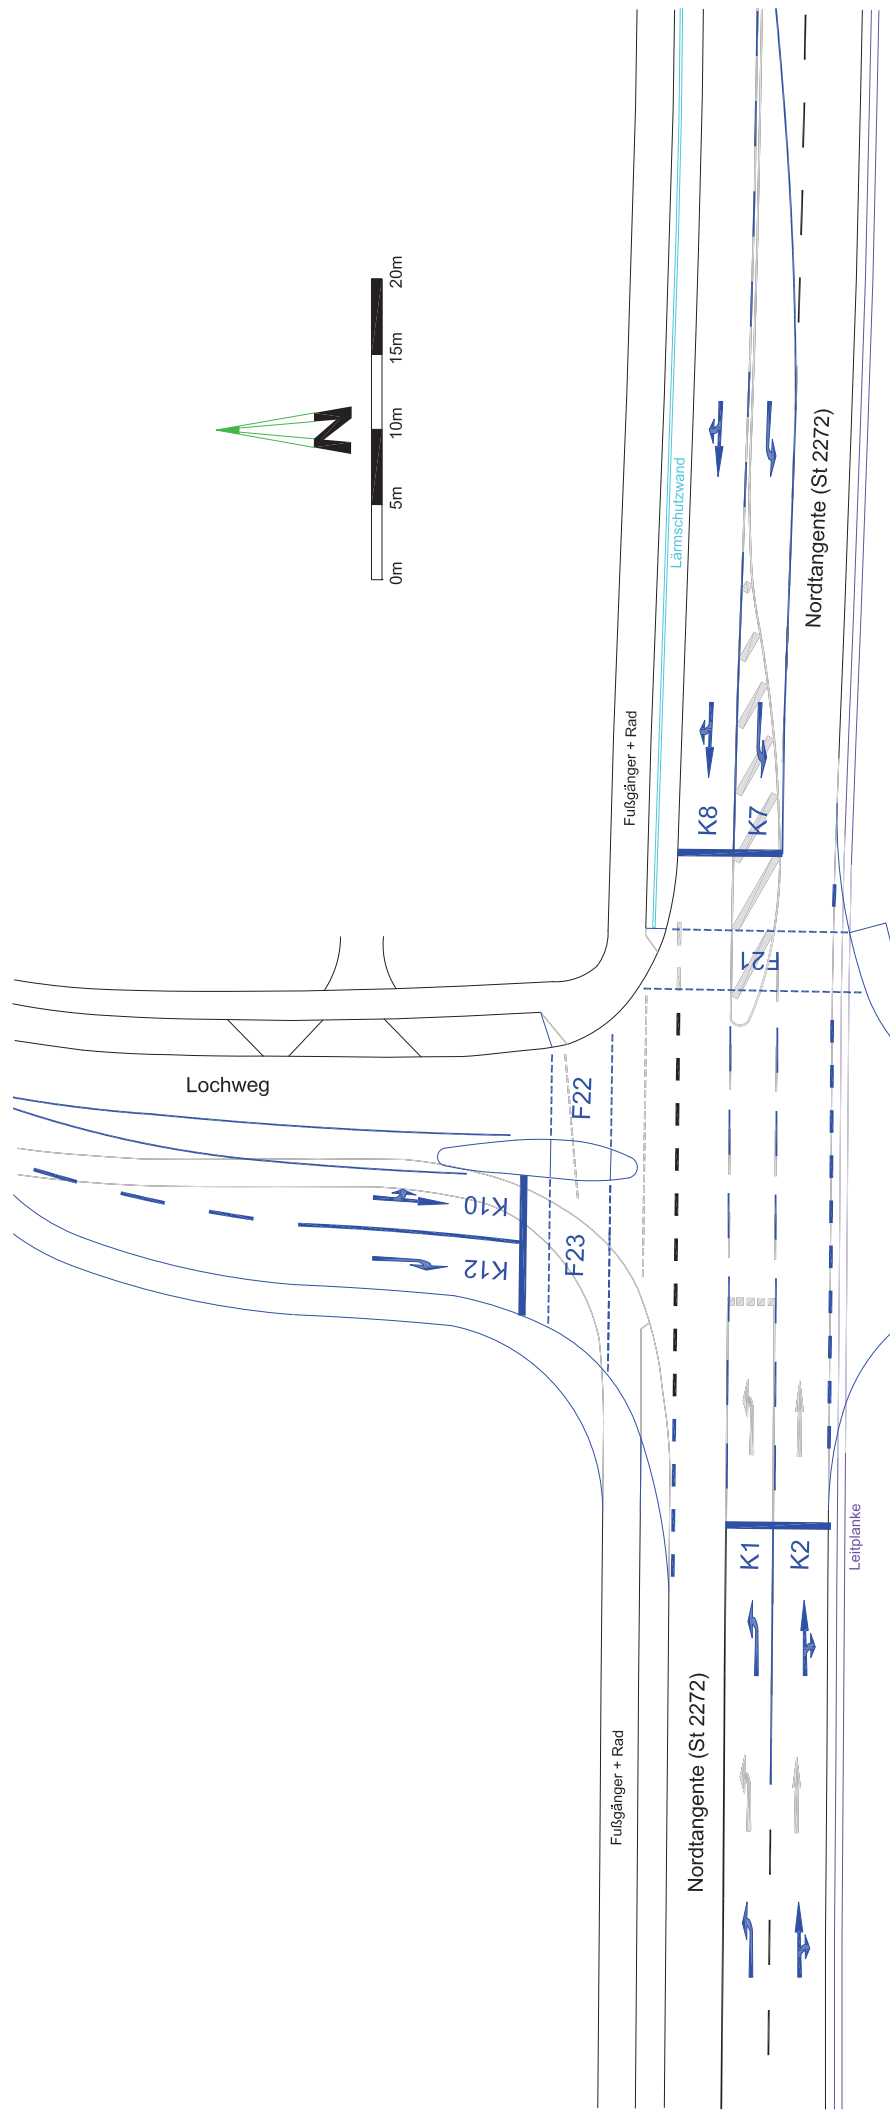 20m
15m
10m
5m
0m
N
Lärmschutzwand
Nordtangente (St 2272)
Fußgänger + Rad
K8
K7
F21
Lochweg
F22
K10
F23
K12
K1
K2
Leitplanke
Nordtangente (St 2272)
Fußgänger + Rad